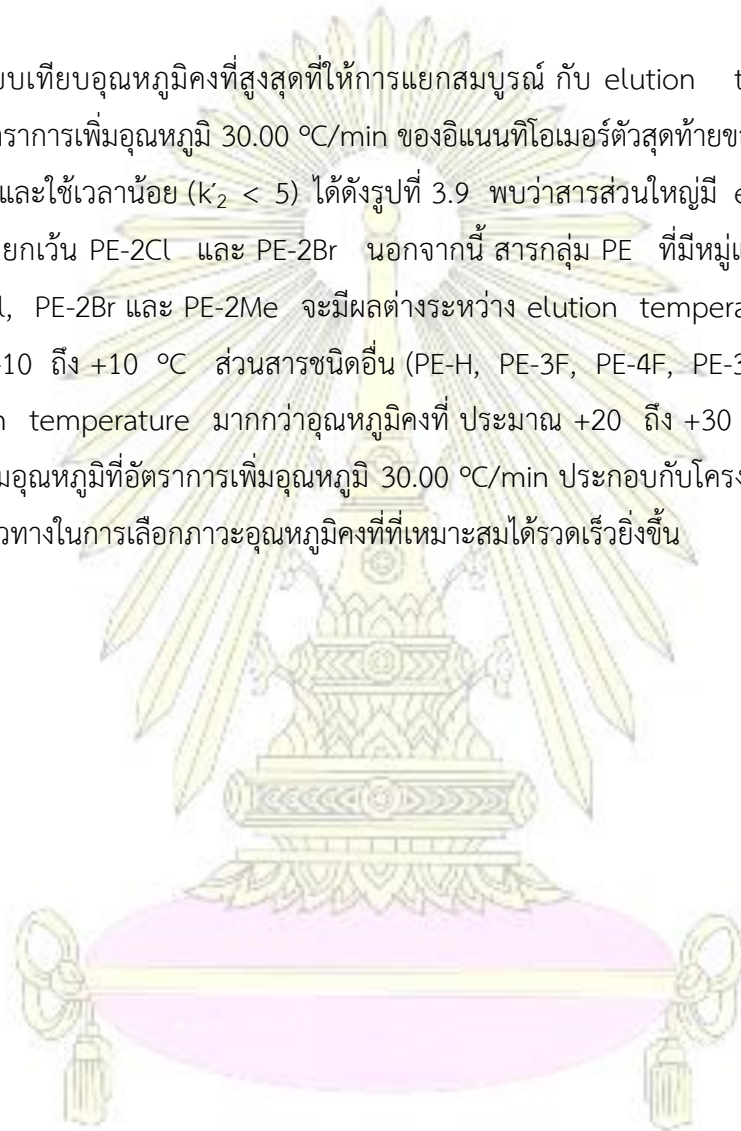 บเทียบอุณหภูมิคงที่สูงสุดที่ให้การแยกสมบูรณ์ กับ elution t
ราการเพิ่มอุณหภูมิ 30.00 °C/min ของอิแนนทิโอเมอร์ตัวสุดท้ายข
และใช้เวลาน้อย (k′₂ < 5) ได้ดังรูปที่ 3.9 พบว่าสารส่วนใหญ่มี e
ยกเว้น PE-2Cl และ PE-2Br นอกจากนี้ สารกลุ่ม PE ที่มีหมู่แ
l, PE-2Br และ PE-2Me จะมีผลต่างระหว่าง elution tempera
-10 ถึง +10 °C ส่วนสารชนิดอื่น (PE-H, PE-3F, PE-4F, PE-3
n temperature มากกว่าอุณหภูมิคงที่ ประมาณ +20 ถึง +30
มอุณหภูมิที่อัตราการเพิ่มอุณหภูมิ 30.00 °C/min ประกอบกับโครง
วทางในการเลือกภาวะอุณหภูมิคงที่ที่เหมาะสมได้รวดเร็วยิ่งขึ้น